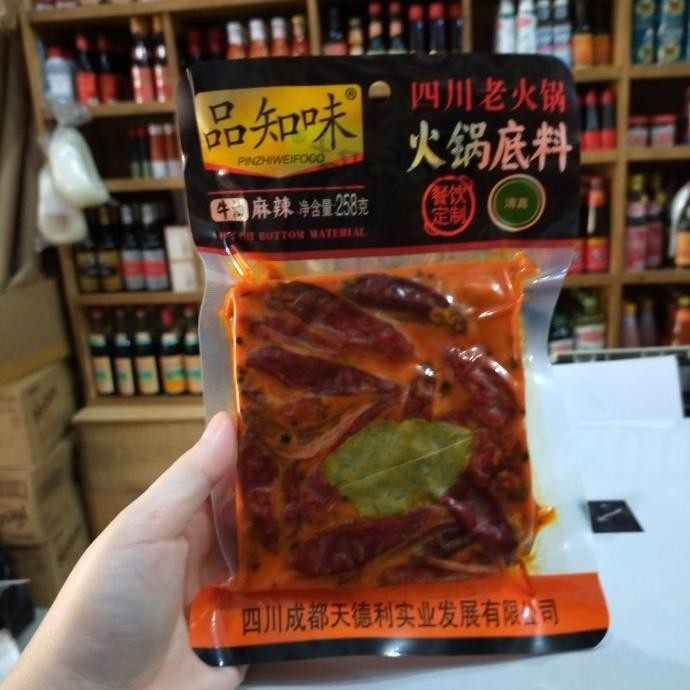 品知味®
PINZHIWEIFOOD
四川老火锅
火锅底料
牛油 麻辣 净含量:258克
餐饮
定制
清真
BOTTOM MATERIAL
四川成都天德利实业发展有限公司